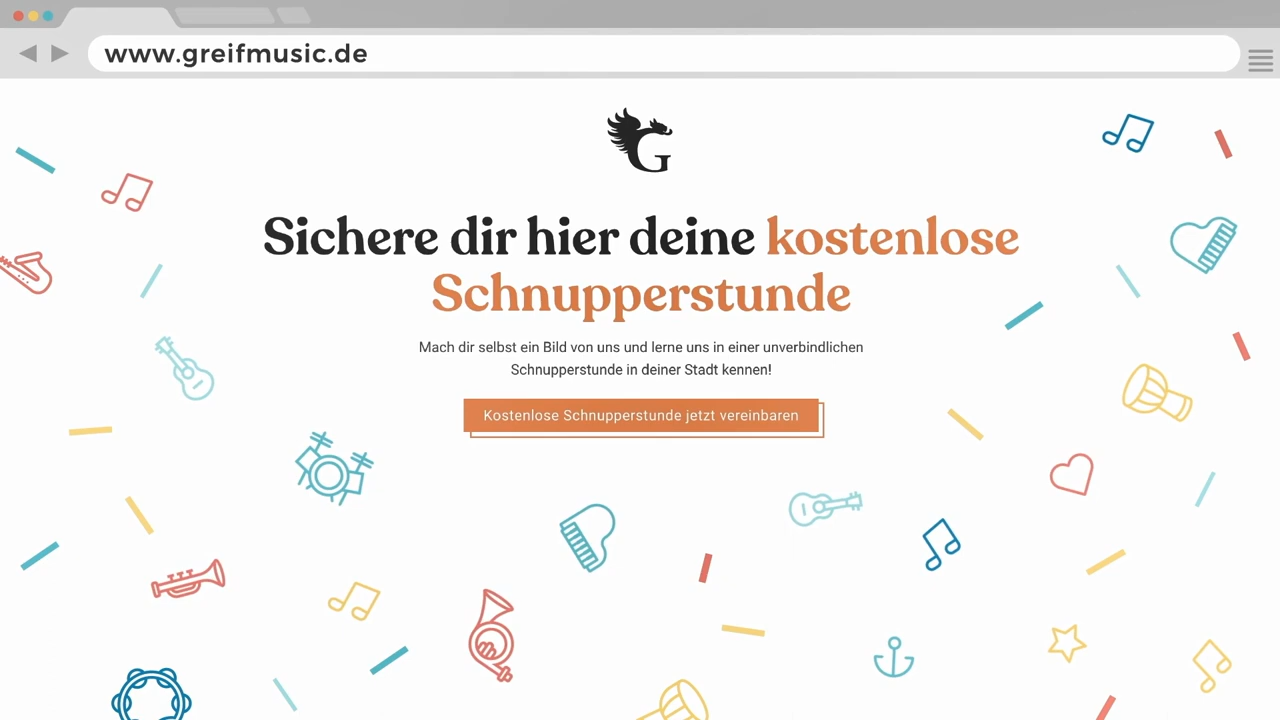 www.greifmusic.de
G
Sichere dir hier deine kostenlose
Schnupperstunde
Mach dir selbst ein Bild von uns und lerne uns in einer unverbindlichen
Schnupperstunde in deiner Stadt kennen!
Kostenlose Schnupperstunde jetzt vereinbaren